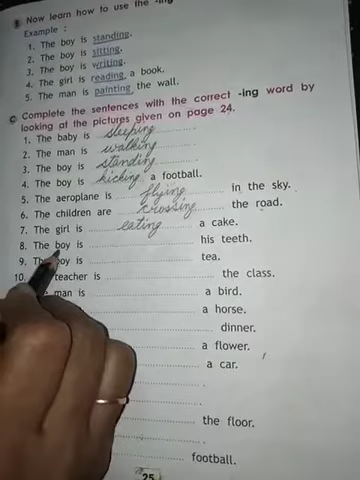 B Now learn how to use the -ing
Example :
1. The boy is standing.
2. The boy is sitting.
3. The boy is writing.
4. The girl is reading a book.
5. The man is painting the wall.
C Complete the sentences with the correct -ing word by
looking at the pictures given on page 24.
1. The baby is sleeping
2. The man is walking
3. The boy is standing
4. The boy is kicking a football.
5. The aeroplane is flying in the sky.
6. The children are crossing the road.
7. The girl is eating a cake.
8. The boy is his teeth.
9. The boy is tea.
10. teacher is the class.
man is a bird.
a horse.
dinner.
a flower.
a car.
the floor.
football.
25